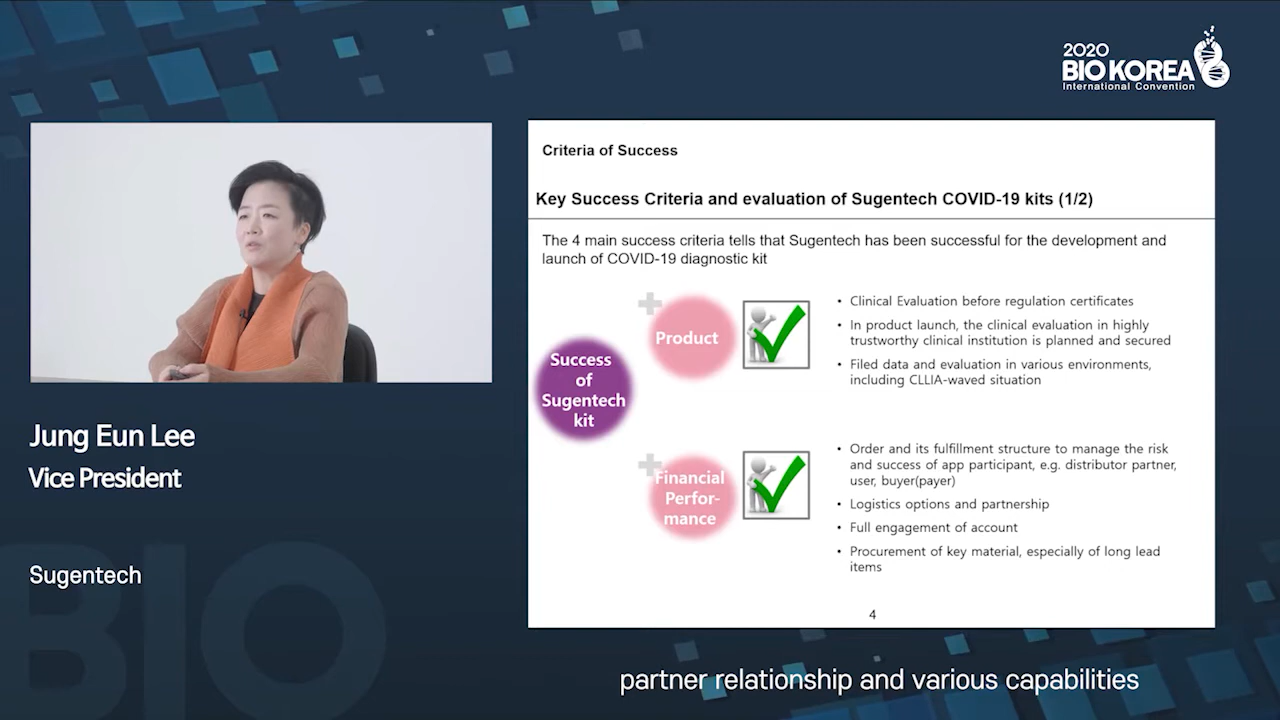 2020
BIO KOREA
International Convention
Criteria of Success
Key Success Criteria and evaluation of Sugentech COVID-19 kits (1/2)
The 4 main success criteria tells that Sugentech has been successful for the development and
launch of COVID-19 diagnostic kit
Success
of
Sugentech
kit
Product
• Clinical Evaluation before regulation certificates
• In product launch, the clinical evaluation in highly
trustworthy clinical institution is planned and secured
• Filed data and evaluation in various environments,
including CLLIA-waved situation
Financial
Perfor-
mance
• Order and its fulfillment structure to manage the risk
and success of app participant, e.g. distributor partner,
user, buyer(payer)
• Logistics options and partnership
• Full engagement of account
• Procurement of key material, especially of long lead
items
4
Jung Eun Lee
Vice President
Sugentech
BIO
partner relationship and various capabilities